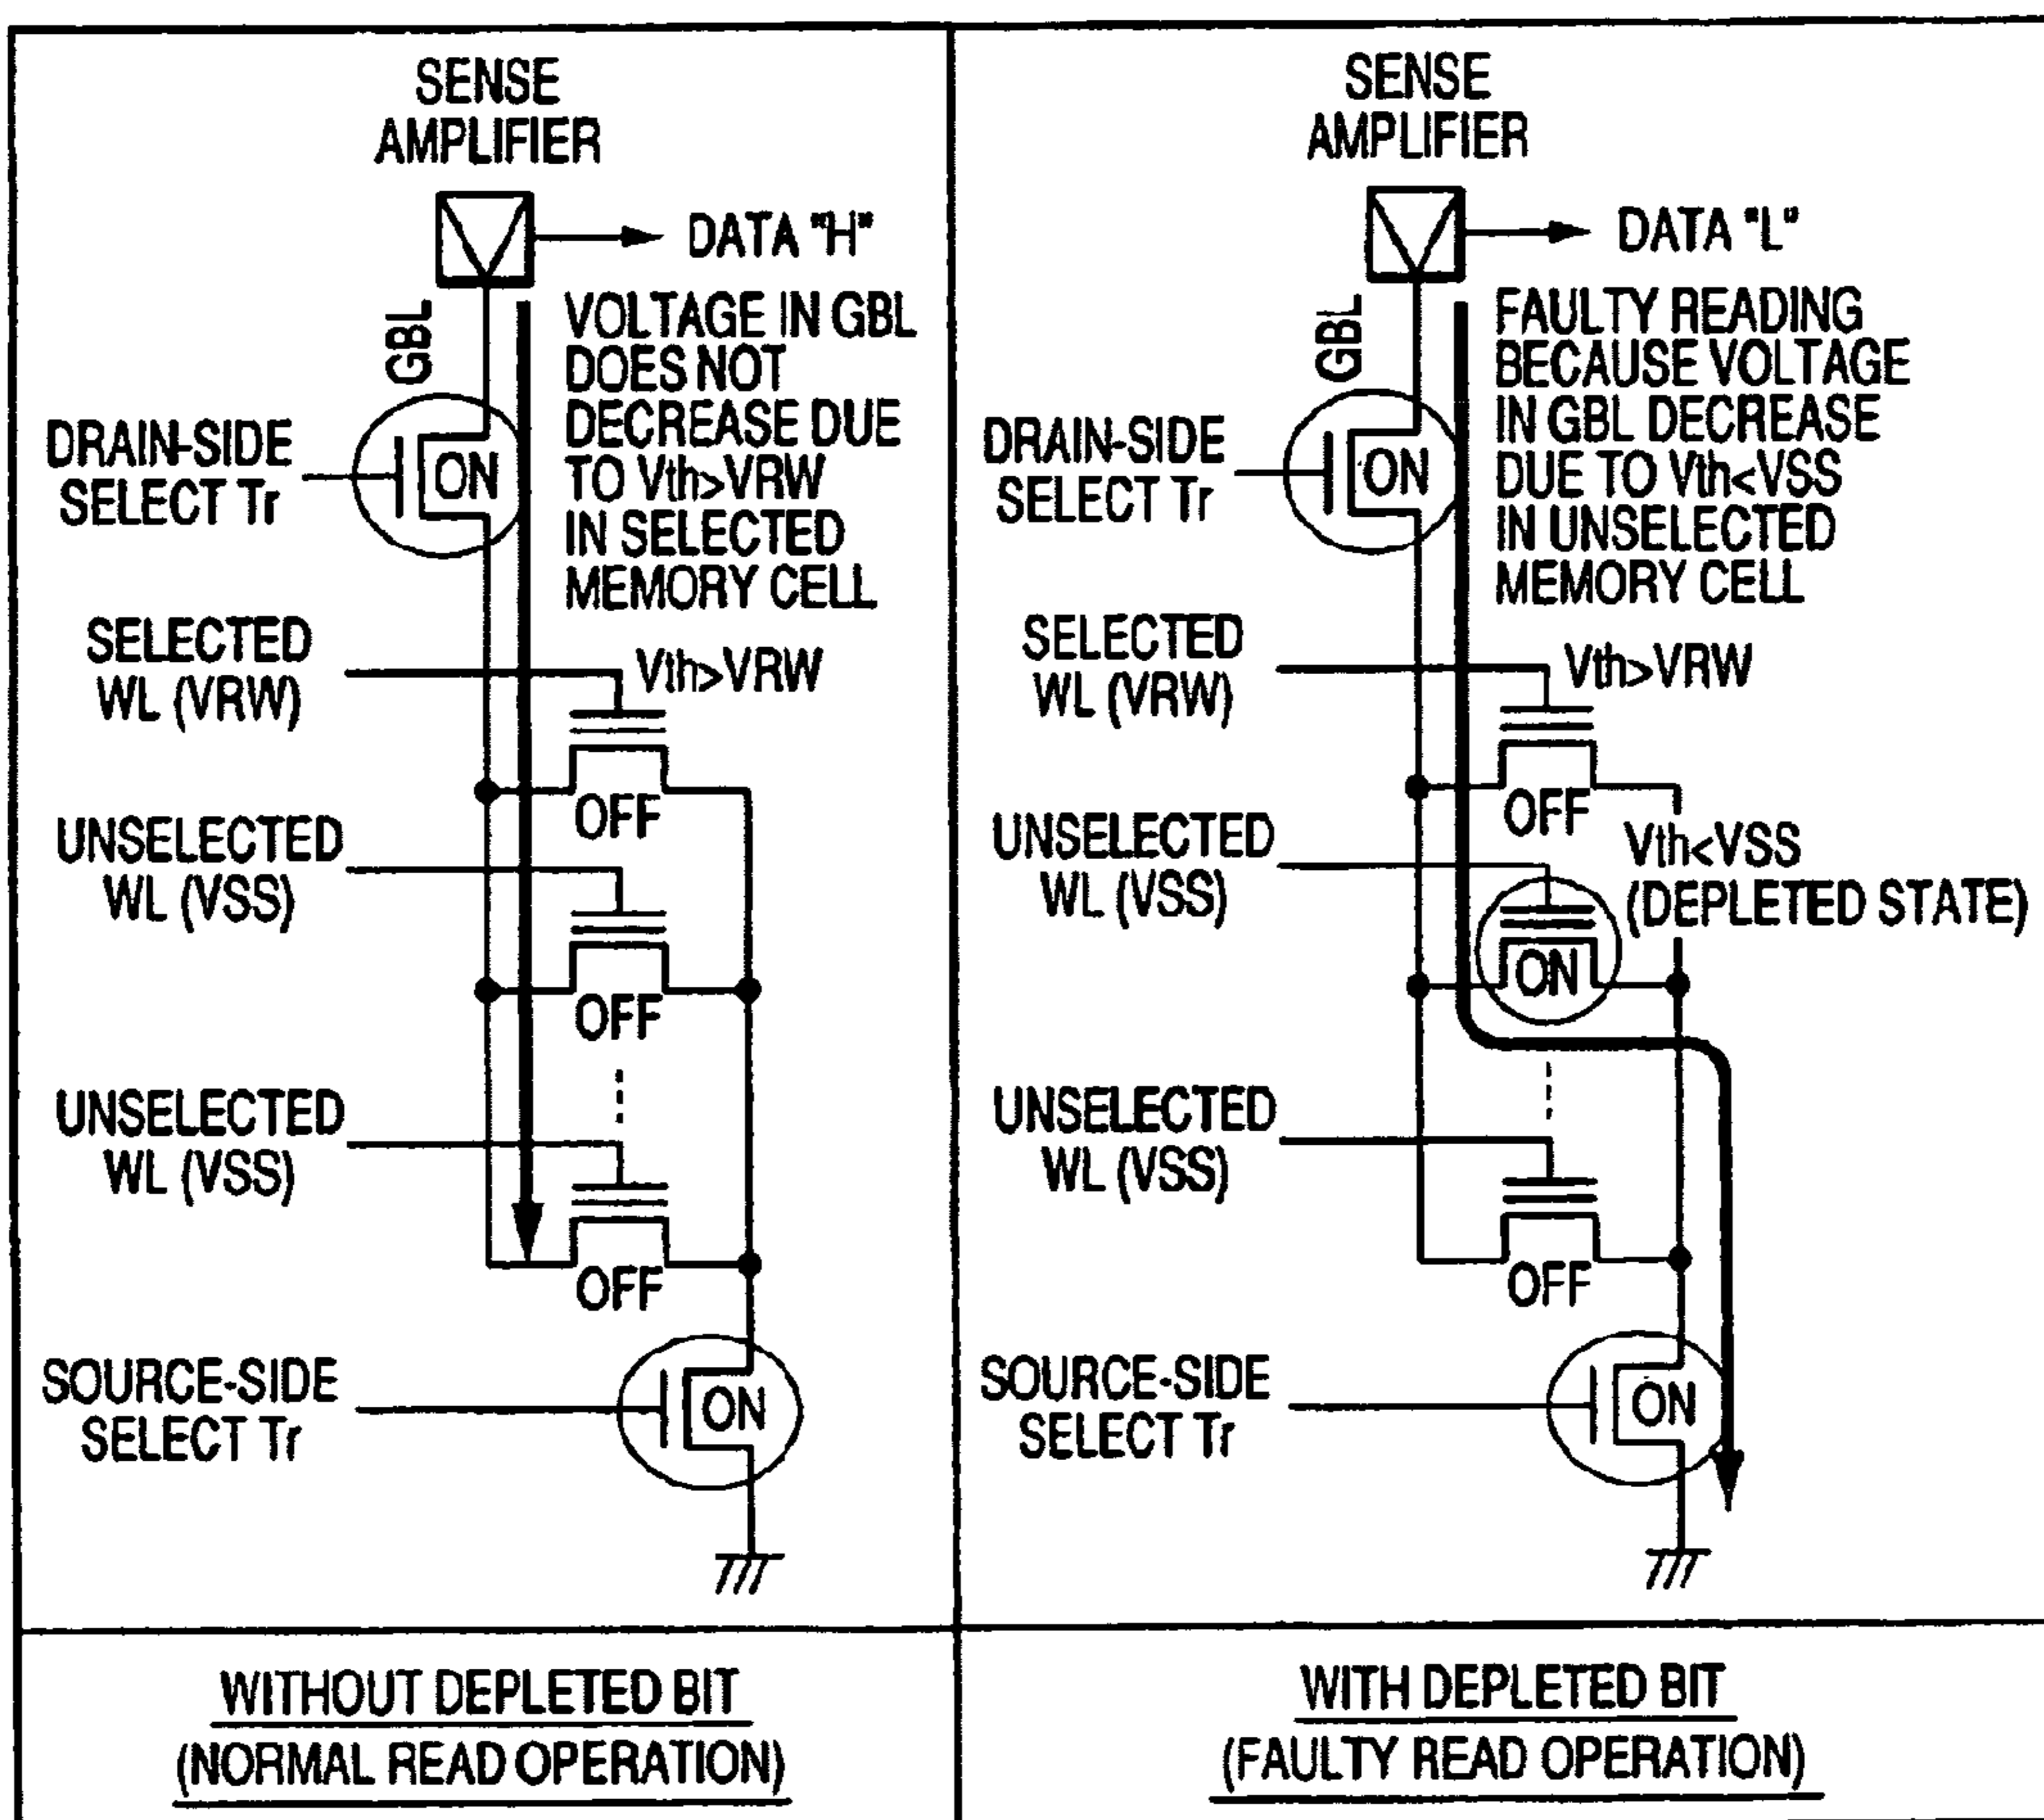 SENSE
AMPLIFIER
DATA "H"
GBL
VOLTAGE IN GBL
DOES NOT
DECREASE DUE
TO Vth>VRW
IN SELECTED
MEMORY CELL
DRAIN-SIDE
SELECT Tr
ON
SELECTED
WL (VRW)
Vth>VRW
OFF
UNSELECTED
WL (VSS)
OFF
UNSELECTED
WL (VSS)
OFF
SOURCE-SIDE
SELECT Tr
ON
WITHOUT DEPLETED BIT
(NORMAL READ OPERATION)
SENSE
AMPLIFIER
DATA "L"
GBL
FAULTY READING
BECAUSE VOLTAGE
IN GBL DECREASE
DUE TO Vth<VSS
IN UNSELECTED
MEMORY CELL
DRAIN-SIDE
SELECT Tr
ON
SELECTED
WL (VRW)
Vth>VRW
OFF
UNSELECTED
WL (VSS)
Vth<VSS
(DEPLETED STATE)
ON
UNSELECTED
WL (VSS)
OFF
SOURCE-SIDE
SELECT Tr
ON
WITH DEPLETED BIT
(FAULTY READ OPERATION)